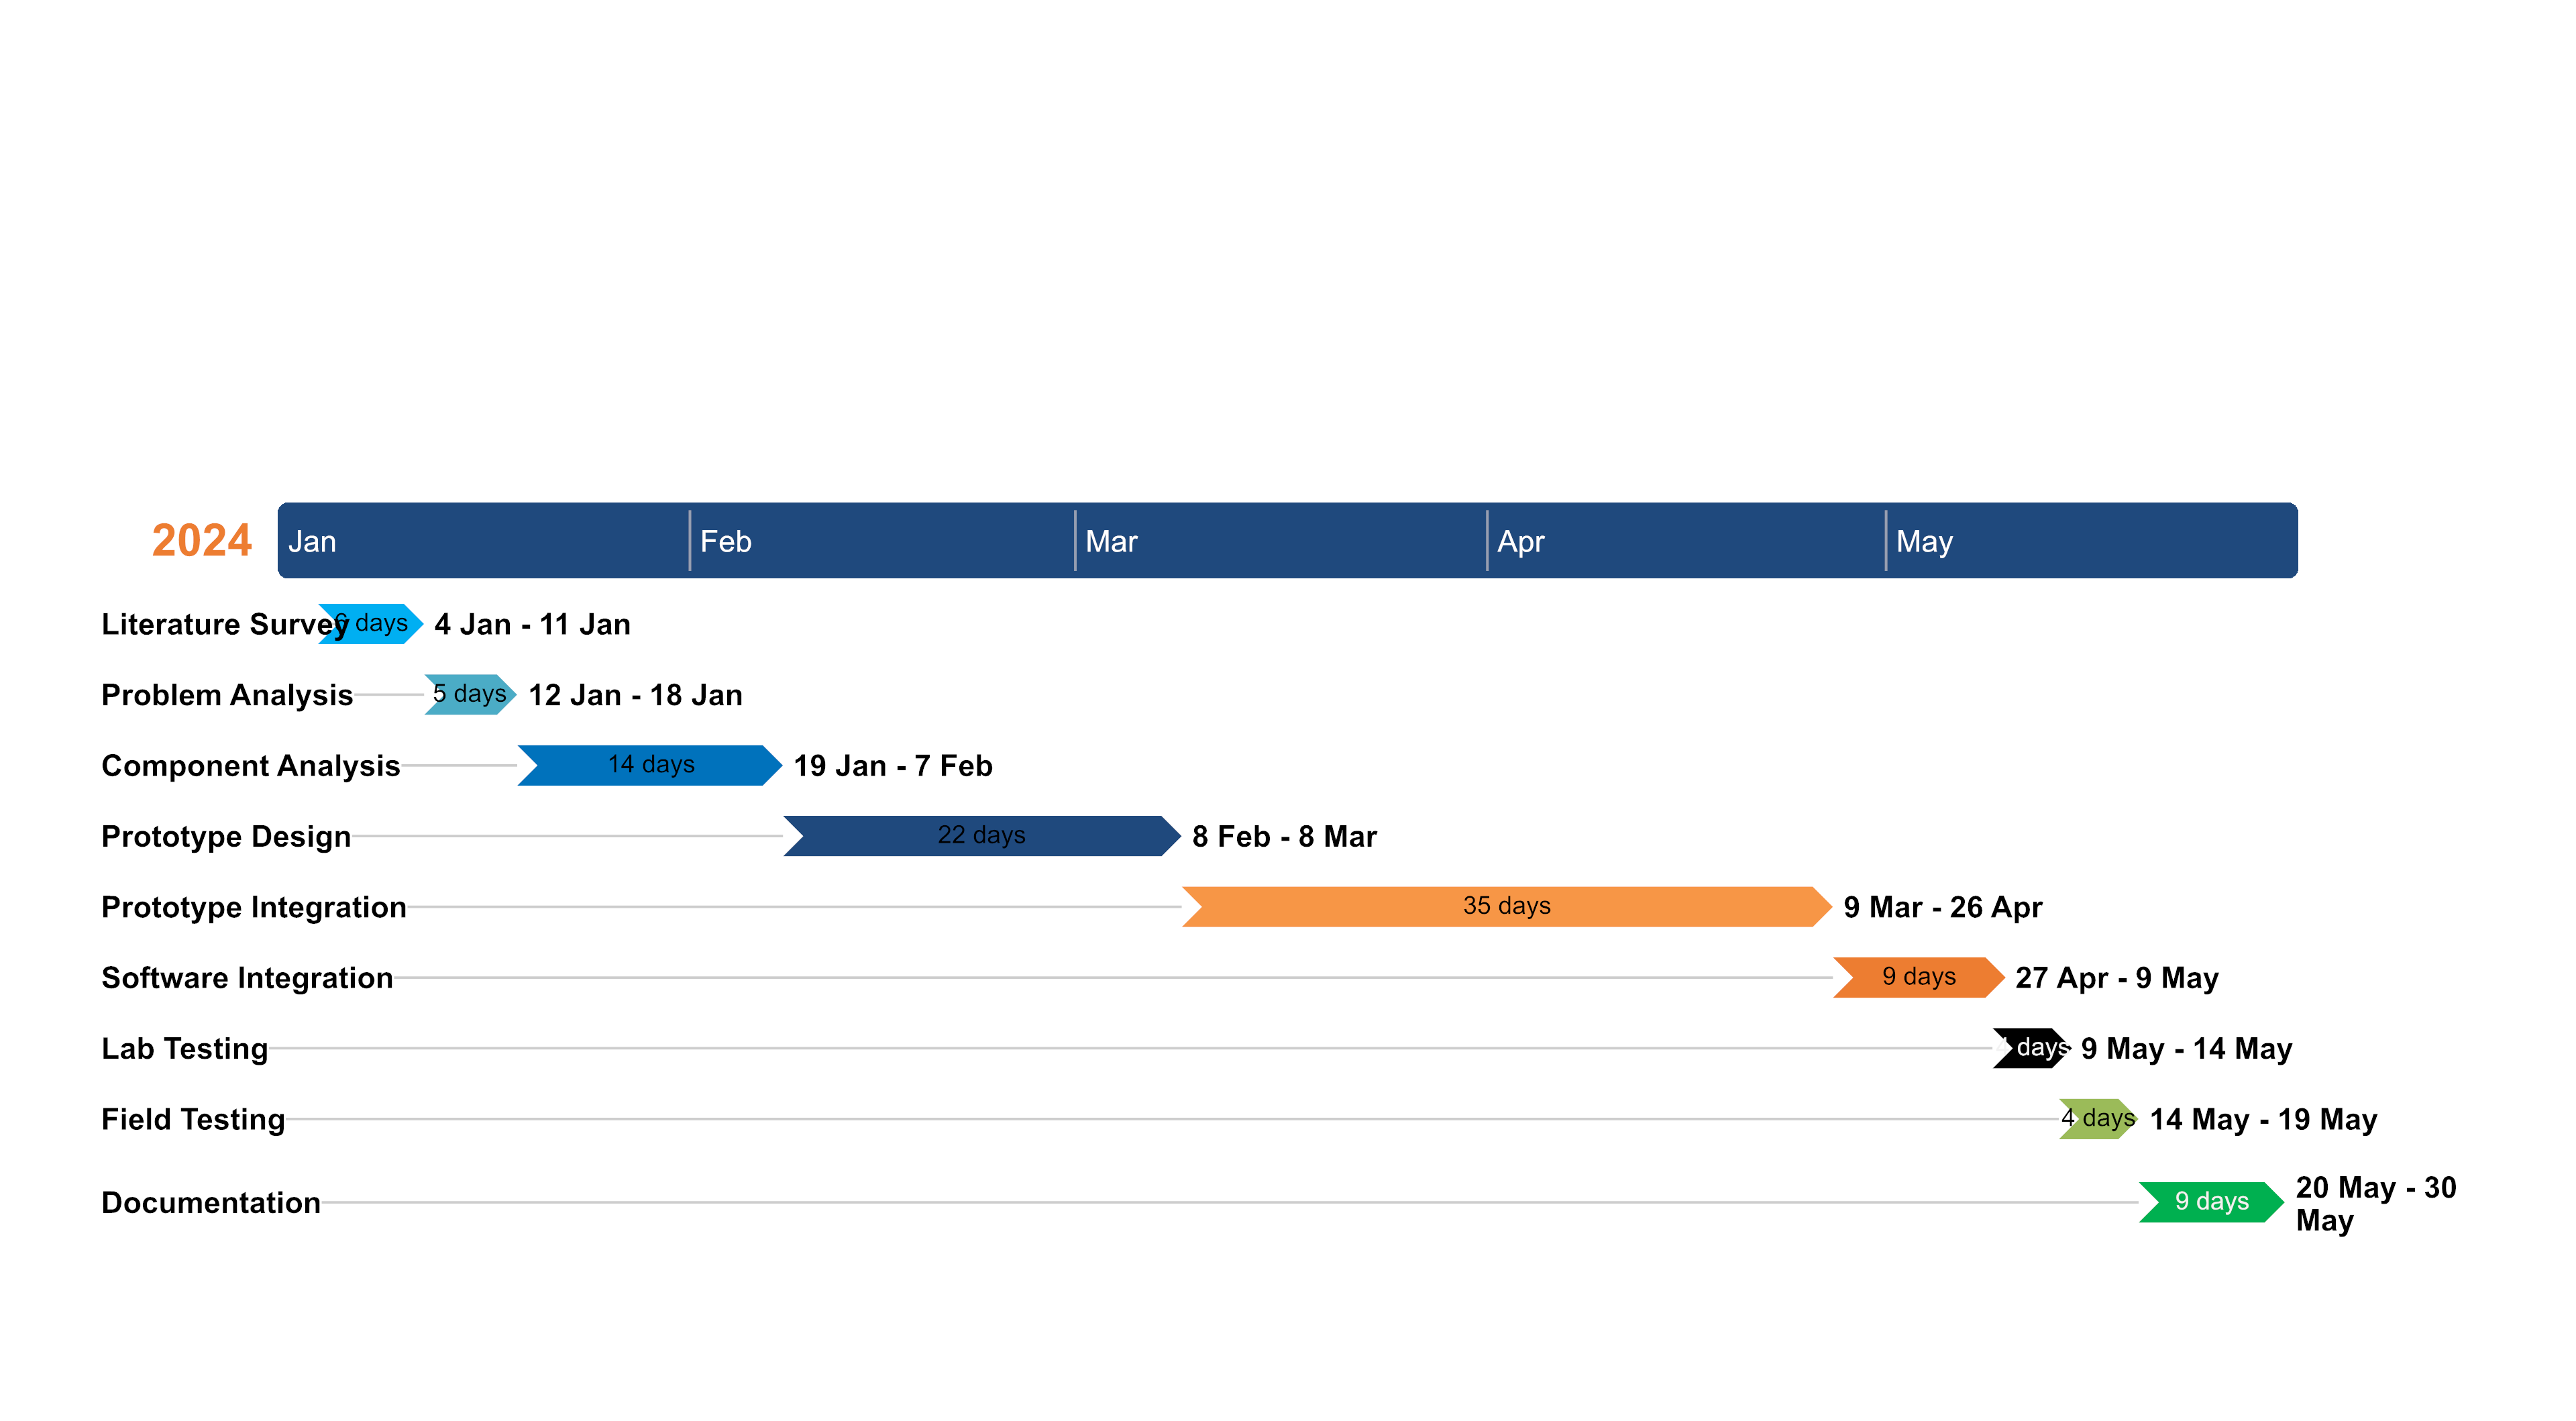 2024 Jan Feb Mar Apr May
Literature Survey 6 days 4 Jan - 11 Jan
Problem Analysis 5 days 12 Jan - 18 Jan
Component Analysis 14 days 19 Jan - 7 Feb
Prototype Design 22 days 8 Feb - 8 Mar
Prototype Integration 35 days 9 Mar - 26 Apr
Software Integration 9 days 27 Apr - 9 May
Lab Testing days 9 May - 14 May
Field Testing 4 days 14 May - 19 May
Documentation 9 days 20 May - 30
May